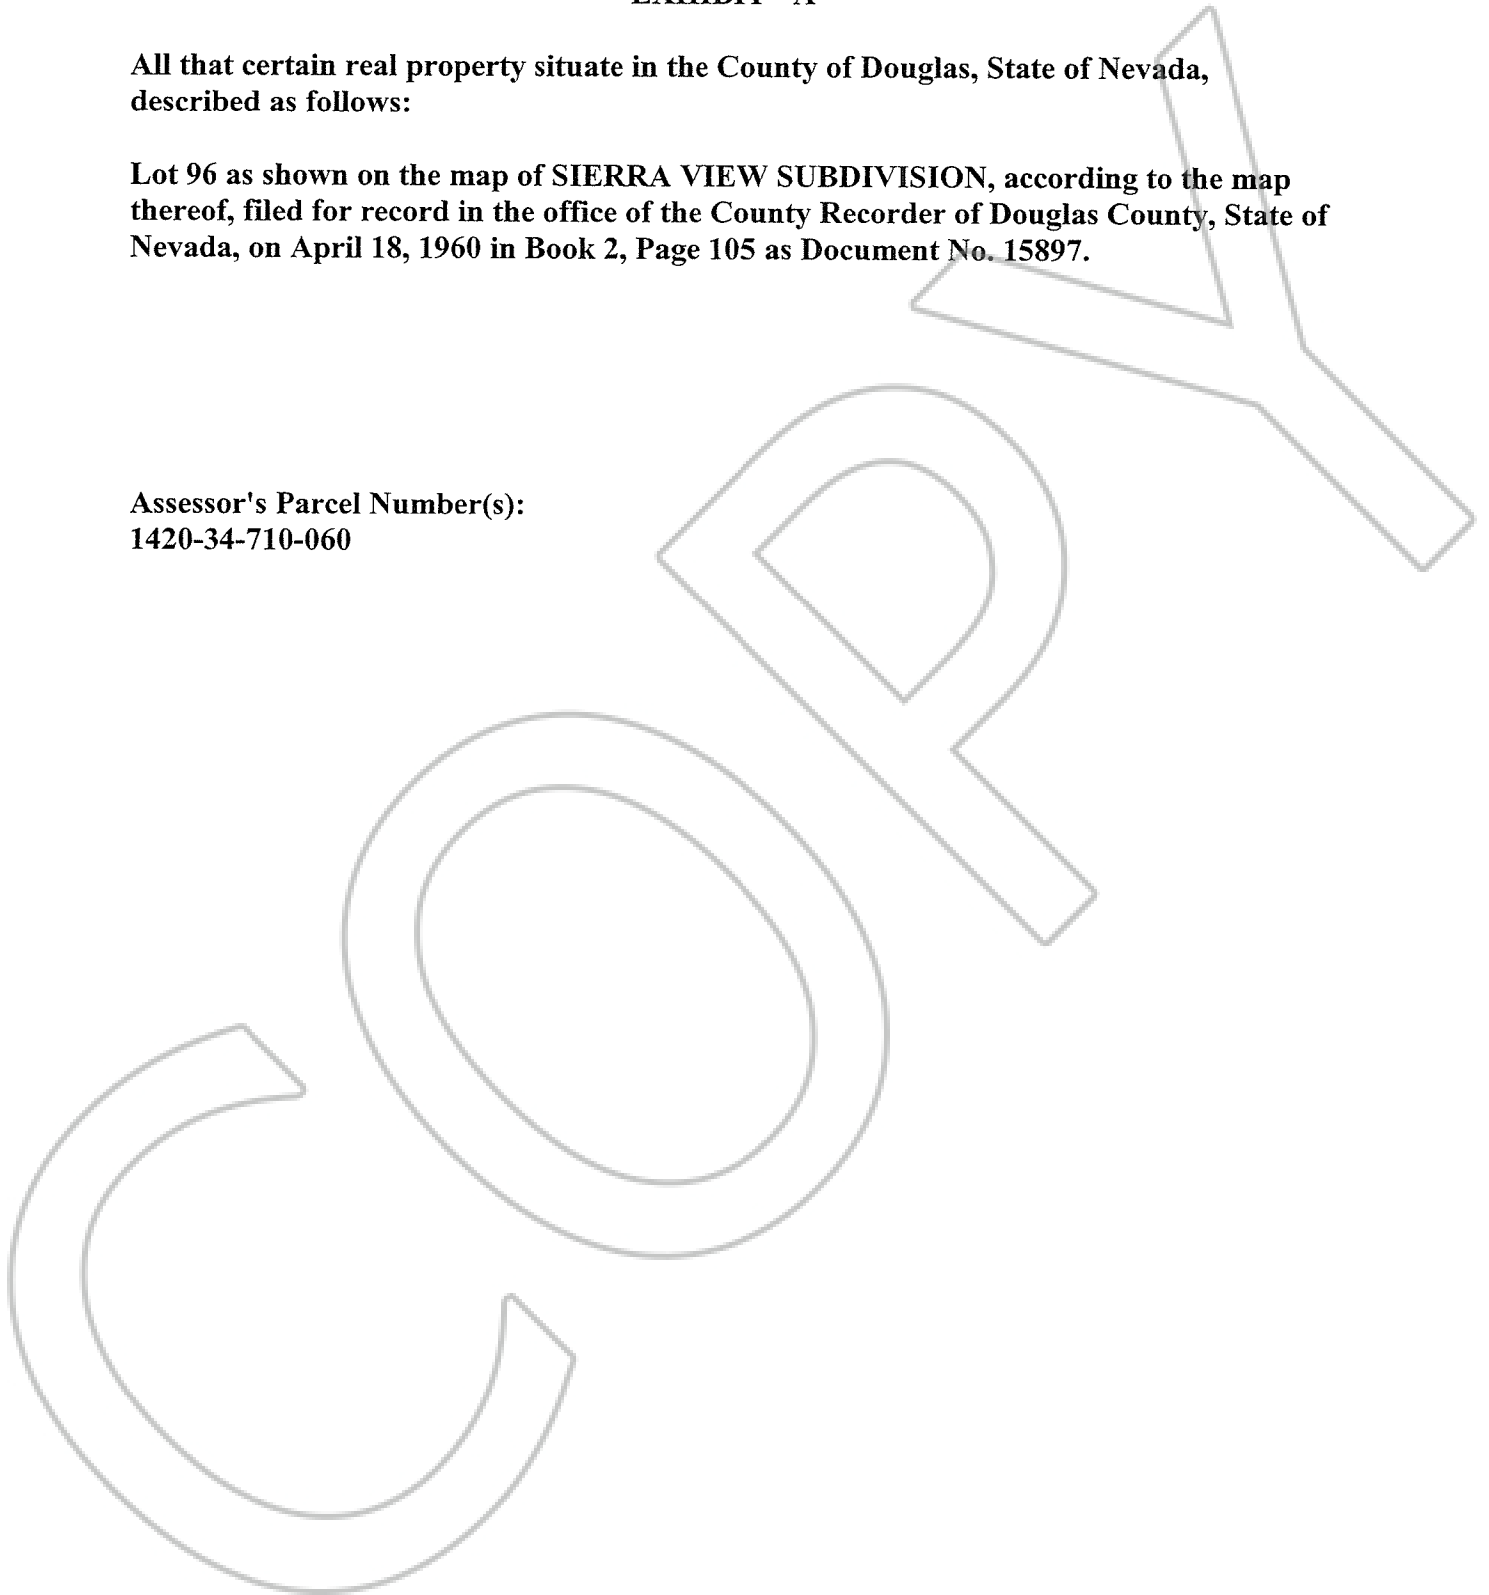 EXHIBIT "A"
All that certain real property situate in the County of Douglas, State of Nevada,
described as follows:
Lot 96 as shown on the map of SIERRA VIEW SUBDIVISION, according to the map
thereof, filed for record in the office of the County Recorder of Douglas County, State of
Nevada, on April 18, 1960 in Book 2, Page 105 as Document No. 15897.
Assessor's Parcel Number(s):
1420-34-710-060
COPY